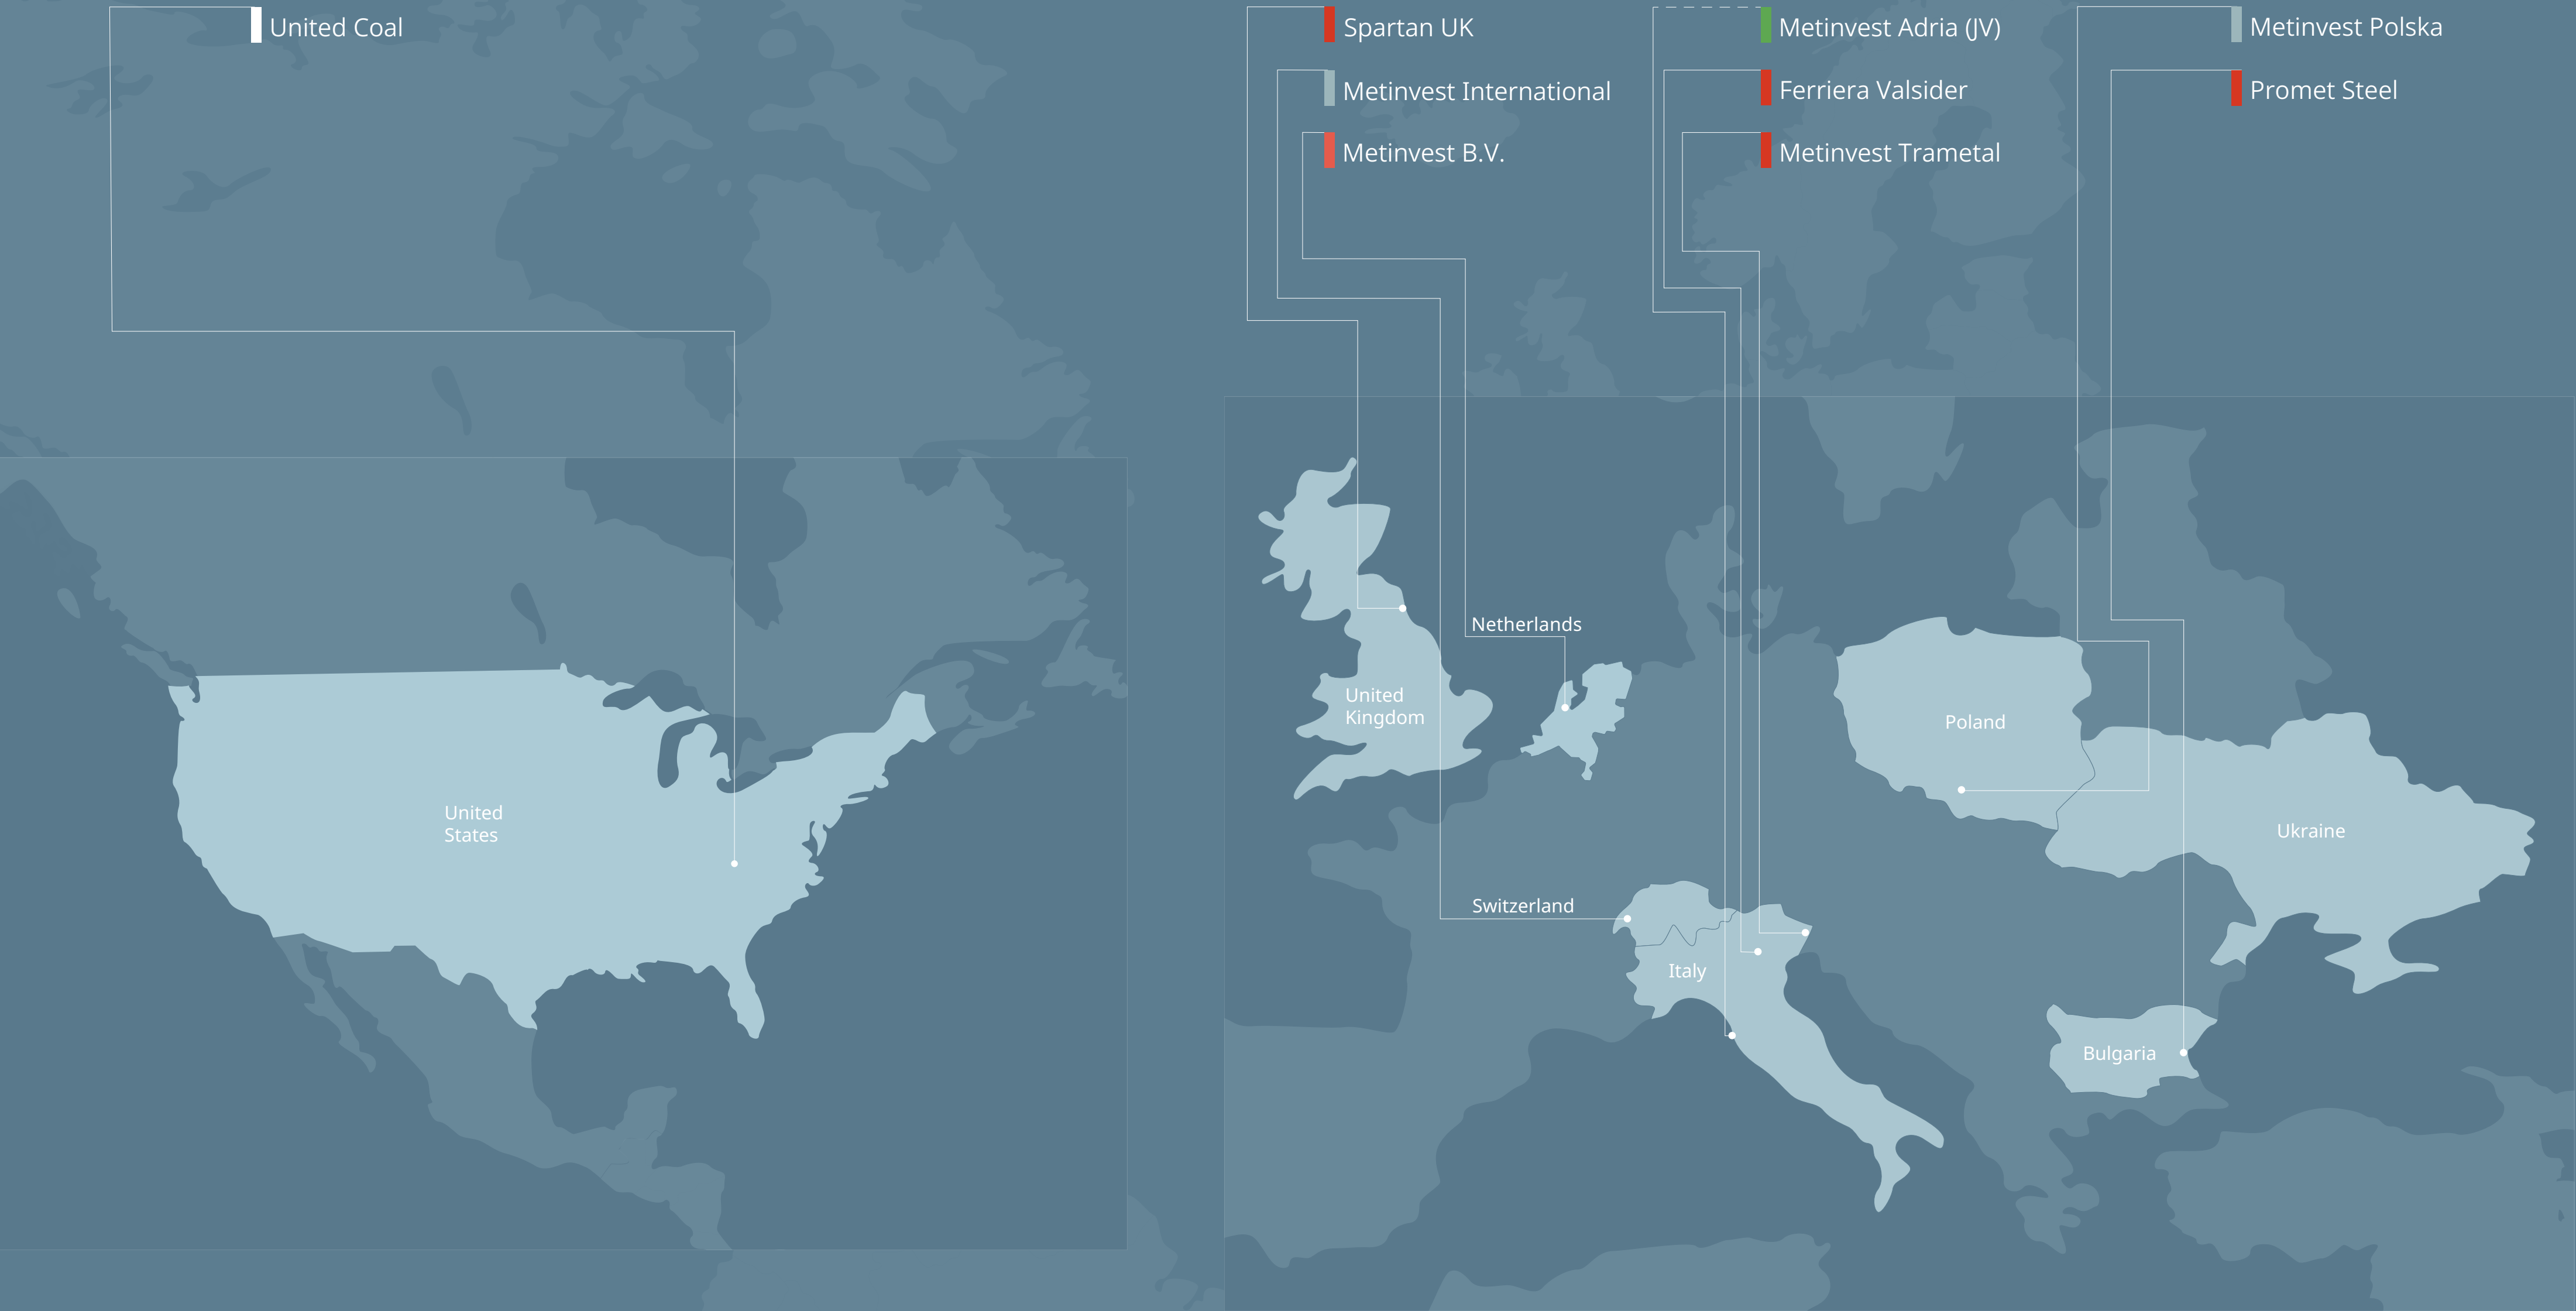 United Coal
Spartan UK
Metinvest International
Metinvest B.V.
Metinvest Adria (JV)
Ferriera Valsider
Metinvest Trametal
Metinvest Polska
Promet Steel
United
States
United
Kingdom
Netherlands
Switzerland
Italy
Poland
Ukraine
Bulgaria